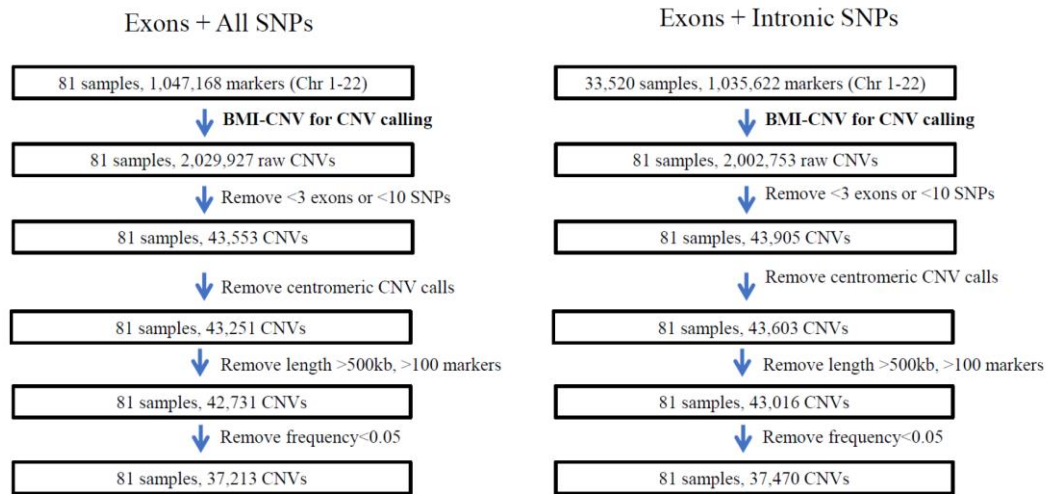 Exons + All SNPs
81 samples, 1,047,168 markers (Chr 1-22)
BMI-CNV for CNV calling
81 samples, 2,029,927 raw CNVs
Remove <3 exons or <10 SNPs
81 samples, 43,553 CNVs
Remove centromeric CNV calls
81 samples, 43,251 CNVs
Remove length >500kb, >100 markers
81 samples, 42,731 CNVs
Remove frequency<0.05
81 samples, 37,213 CNVs
Exons + Intronic SNPs
33,520 samples, 1,035,622 markers (Chr 1-22)
BMI-CNV for CNV calling
81 samples, 2,002,753 raw CNVs
Remove <3 exons or <10 SNPs
81 samples, 43,905 CNVs
Remove centromeric CNV calls
81 samples, 43,603 CNVs
Remove length >500kb, >100 markers
81 samples, 43,016 CNVs
Remove frequency<0.05
81 samples, 37,470 CNVs